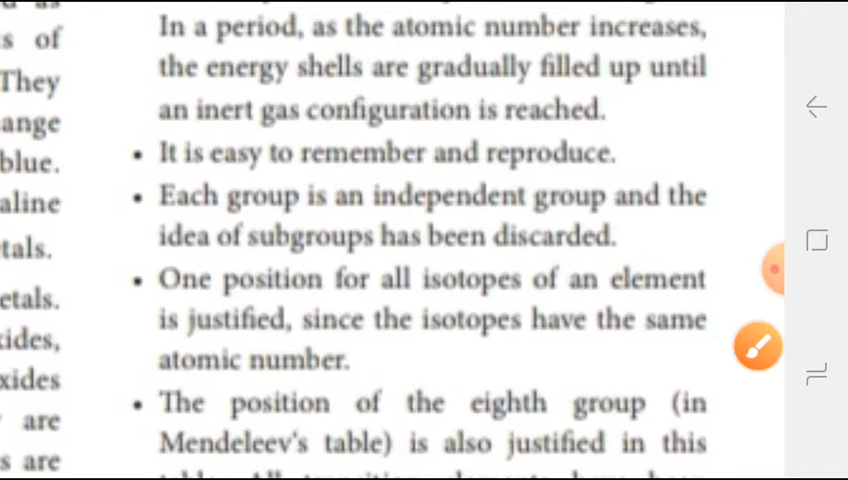 s of
They
ange
blue.
aline
tals.
etals.
xides
are
s are
In a period, as the atomic number increases,
the energy shells are gradually filled up until
an inert gas configuration is reached.
• It is easy to remember and reproduce.
• Each group is an independent group and the
idea of subgroups has been discarded.
• One position for all isotopes of an element
is justified, since the isotopes have the same
atomic number.
• The position of the eighth group (in
Mendeleev's table) is also justified in this